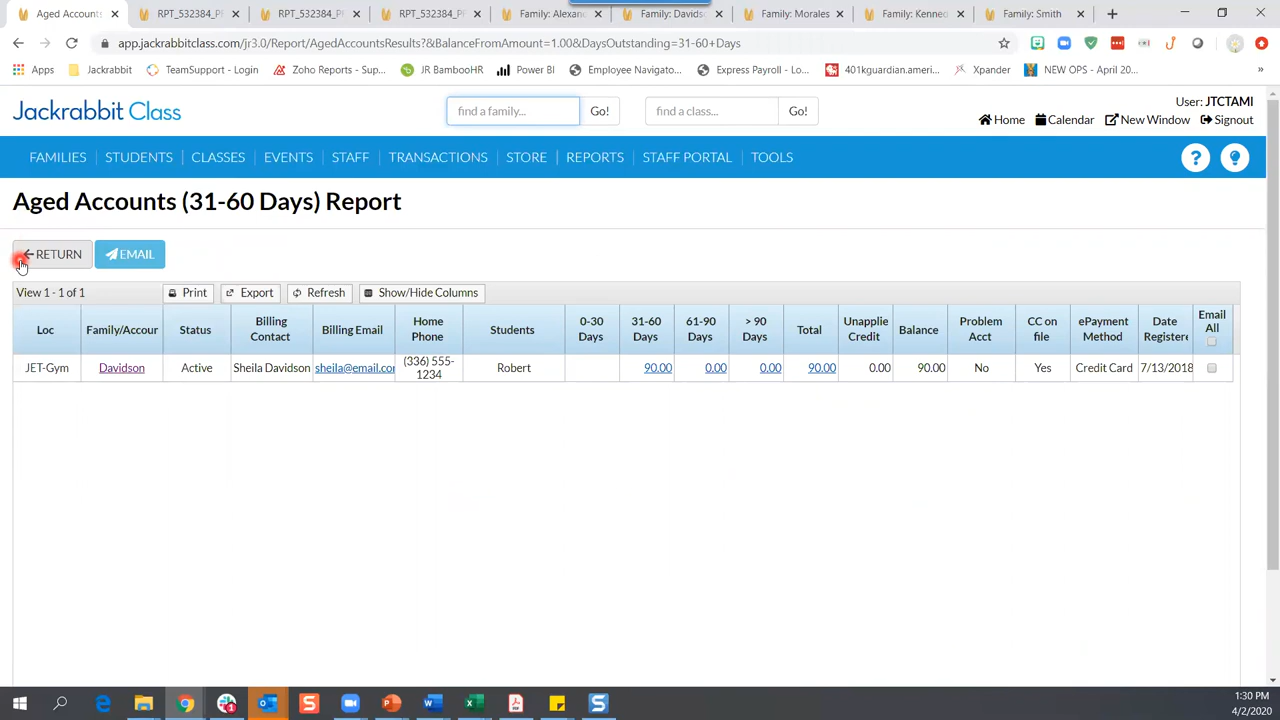 Aged Accounts
RPT_532384_PF
RPT_532384_PF
RPT_532384_PF
Family: Alexan
Family: Davids
Family: Morales
Family: Kenned
Family: Smith
app.jackrabbitclass.com/jr3.0/Report/AgedAccountsResults?&BalanceFromAmount=1.00&DaysOutstanding=31-60+Days
Apps
Jackrabbit
TeamSupport - Login
Zoho Reports - Sup...
JR BambooHR
Power BI
Employee Navigato...
Express Payroll - Lo...
401kguardian.ameri...
Xpander
NEW OPS - April 20...
»
Jackrabbit Class
find a family...
Go!
find a class...
Go!
User: JTCTAMI
Home
Calendar
New Window
Signout
FAMILIES
STUDENTS
CLASSES
EVENTS
STAFF
TRANSACTIONS
STORE
REPORTS
STAFF PORTAL
TOOLS
?
Aged Accounts (31-60 Days) Report
RETURN
EMAIL
View 1 - 1 of 1
Print
Export
Refresh
Show/Hide Columns
Loc
Family/Accour
Status
Billing
Contact
Billing Email
Home
Phone
Students
0-30
Days
31-60
Days
61-90
Days
> 90
Days
Total
Unapplie
Credit
Balance
Problem
Acct
CC on
file
ePayment
Method
Date
Registere
Email
All
JET-Gym
Davidson
Active
Sheila Davidson
sheila@email.cor
(336) 555-
1234
Robert
90.00
0.00
0.00
90.00
0.00
90.00
No
Yes
Credit Card
7/13/2018
1:30 PM
4/2/2020